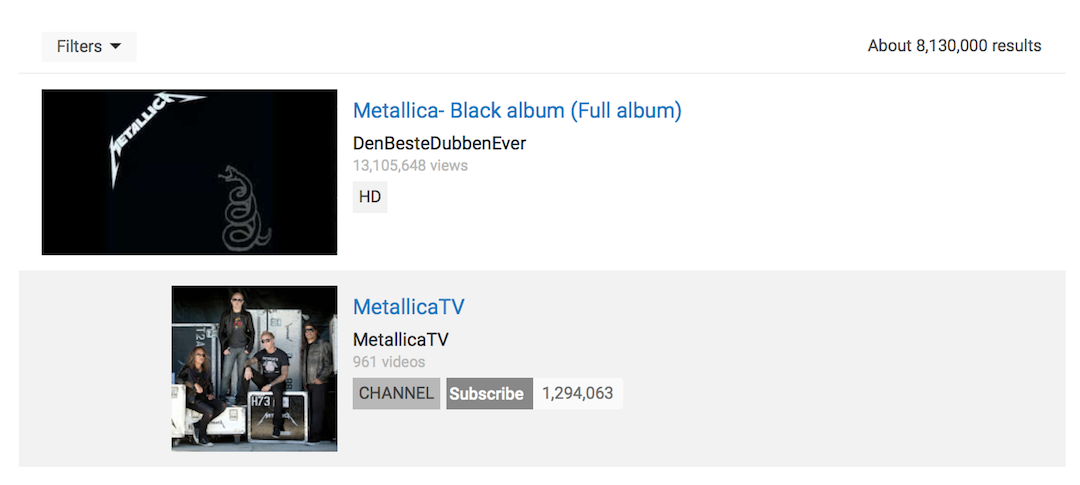 Filters
About 8,130,000 results
METALLICA
Metallica- Black album (Full album)
DenBesteDubbenEver
13,105,648 views
HD
MetallicaTV
MetallicaTV
961 videos
CHANNEL Subscribe 1,294,063
H73